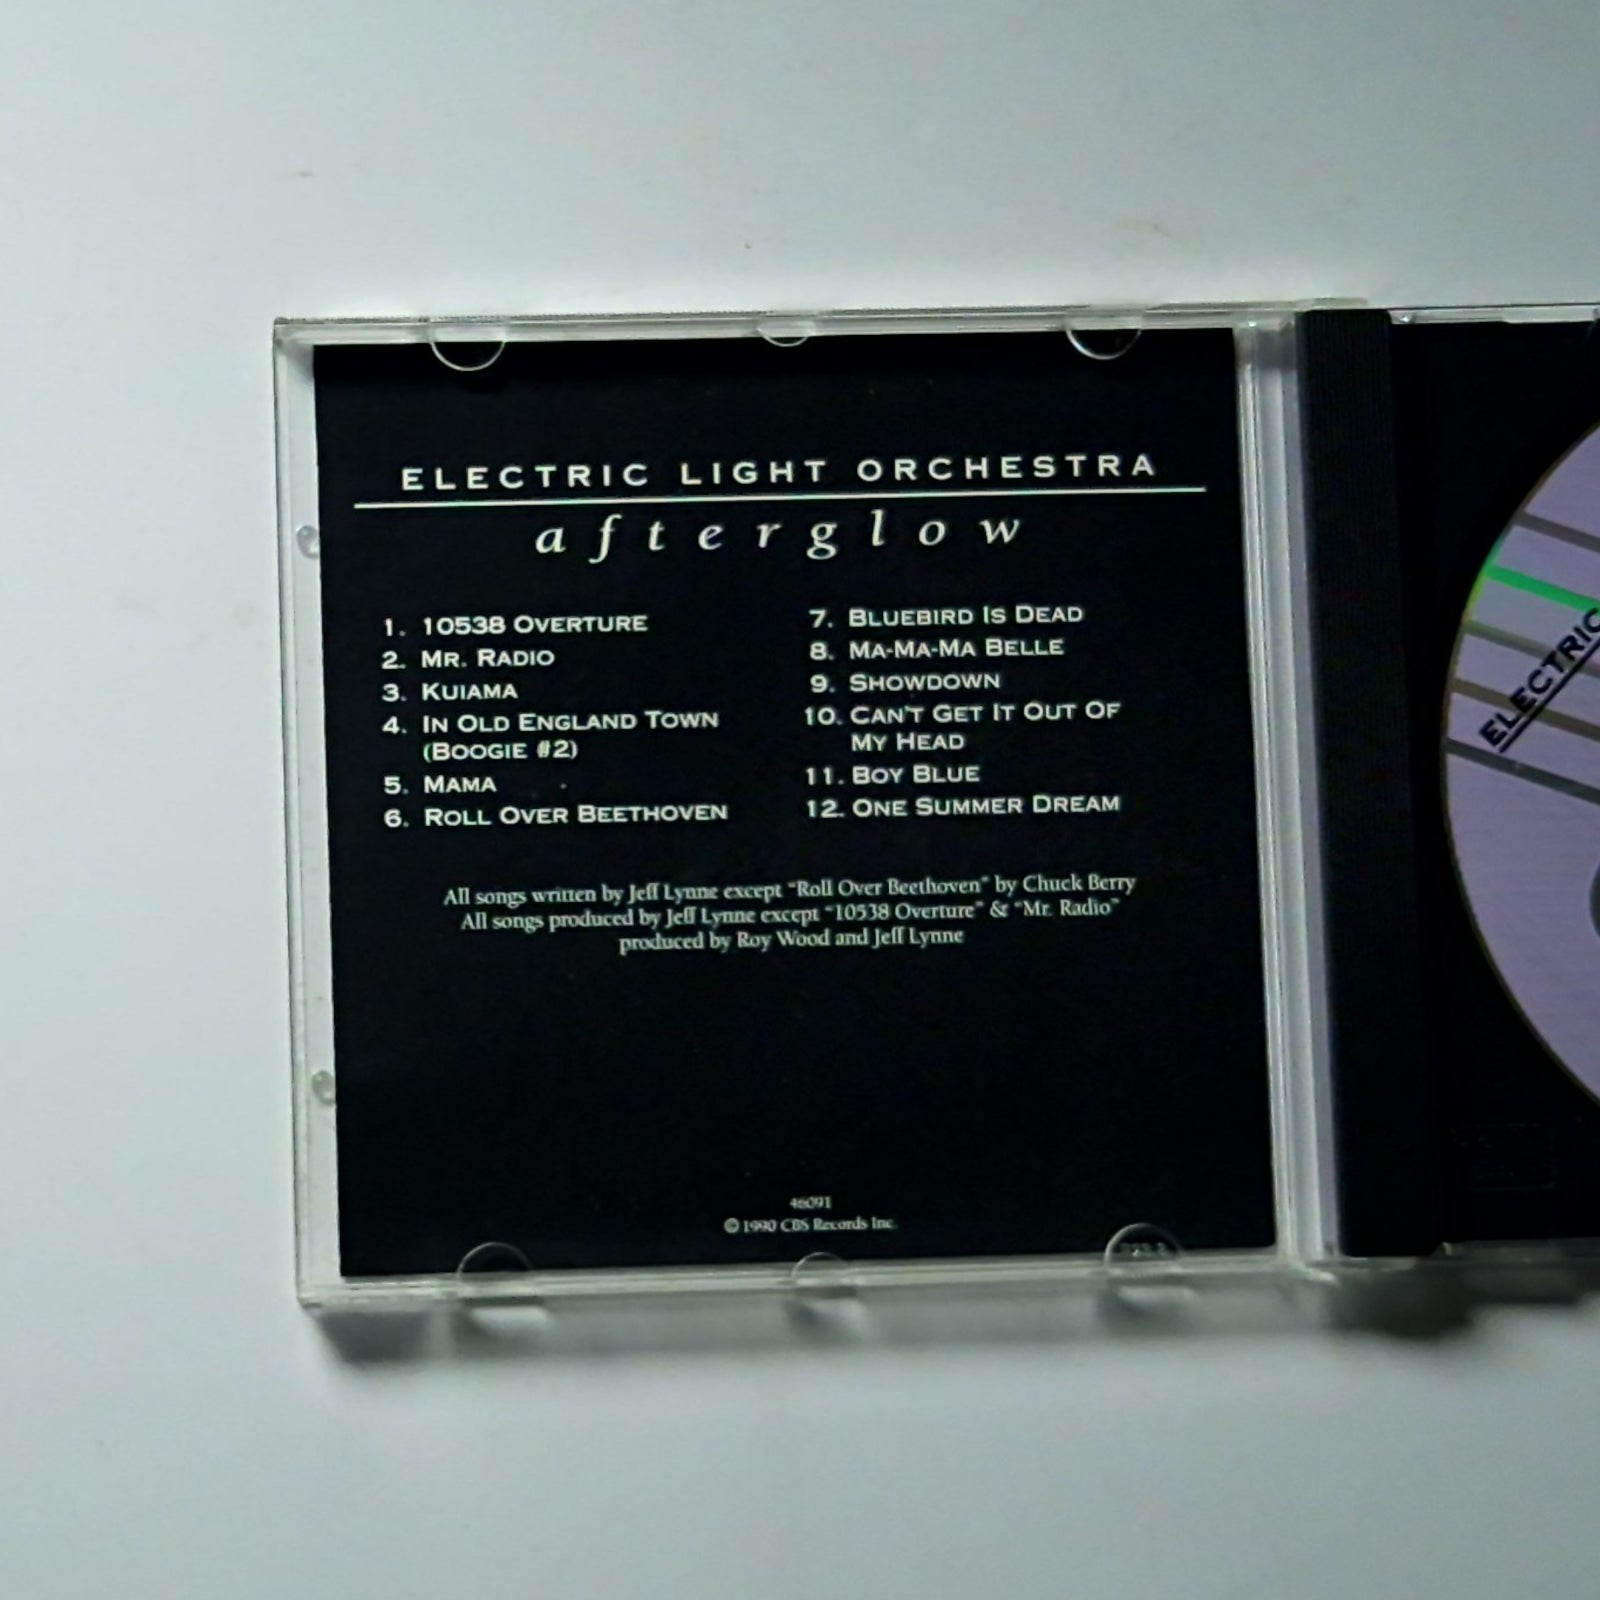 ELECTRIC LIGHT ORCHESTRA
afterglow
1. 10538 OVERTURE
2. MR. RADIO
3. KUIAMA
4. IN OLD ENGLAND TOWN
(BOOGIE #2)
5. MAMA
6. ROLL OVER BEETHOVEN
7. BLUEBIRD IS DEAD
8. MA-MA-MA BELLE
9. SHOWDOWN
10. CAN'T GET IT OUT OF
MY HEAD
11. BOY BLUE
12. ONE SUMMER DREAM
All songs written by Jeff Lynne except "Roll Over Beethoven" by Chuck Berry
All songs produced by Jeff Lynne except "10538 Overture" & "Mr. Radio"
produced by Roy Wood and Jeff Lynne
46091
© 1990 CBS Records Inc.
ELECTRIC